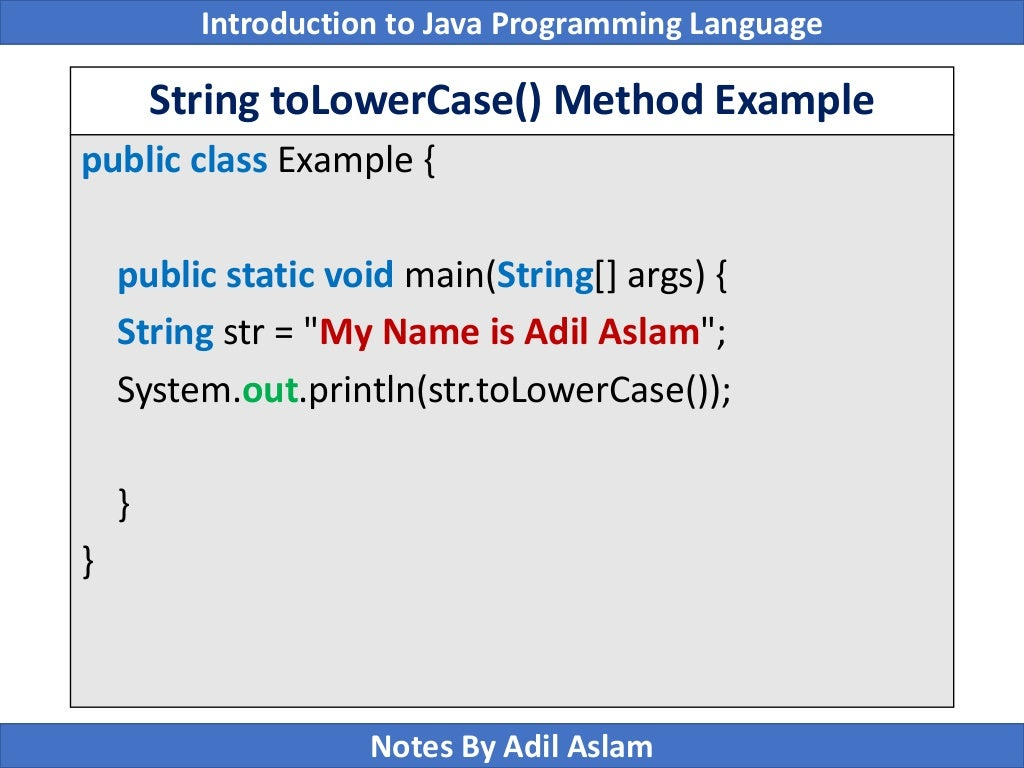 Introduction to Java Programming Language
String toLowerCase() Method Example
public class Example {
public static void main(String[] args) {
String str = "My Name is Adil Aslam";
System.out.println(str.toLowerCase());
}
}
Notes By Adil Aslam